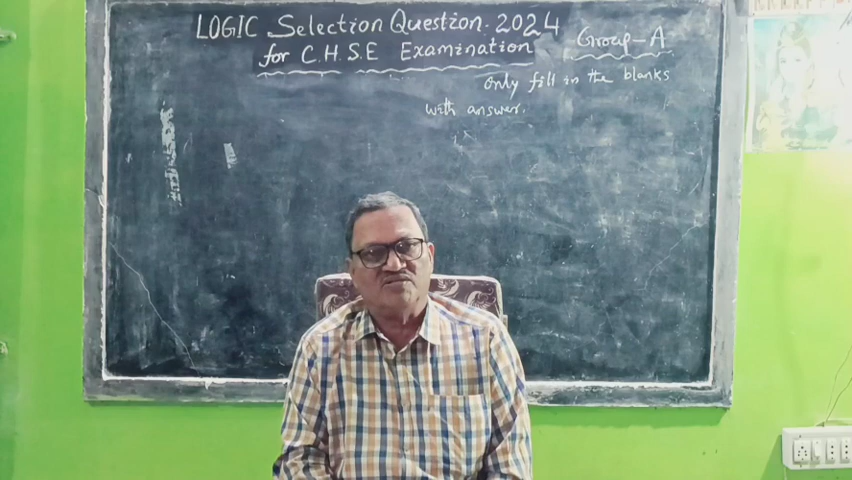 LOGIC Selection Question. 2024
for C.H.S.E Examination Group-A
only fill in the blanks
with answer.